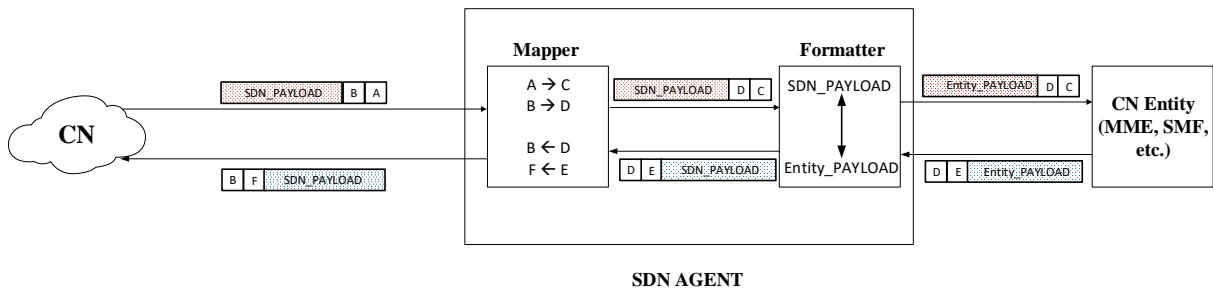 Mapper
Formatter
CN
SDN_PAYLOAD B A
B F SDN_PAYLOAD
A → C
B → D
B ← D
F ← E
SDN_PAYLOAD D C
D E SDN_PAYLOAD
SDN_PAYLOAD
Entity_PAYLOAD
Entity_PAYLOAD D C
D E Entity_PAYLOAD
CN Entity
(MME, SMF,
etc.)
SDN AGENT